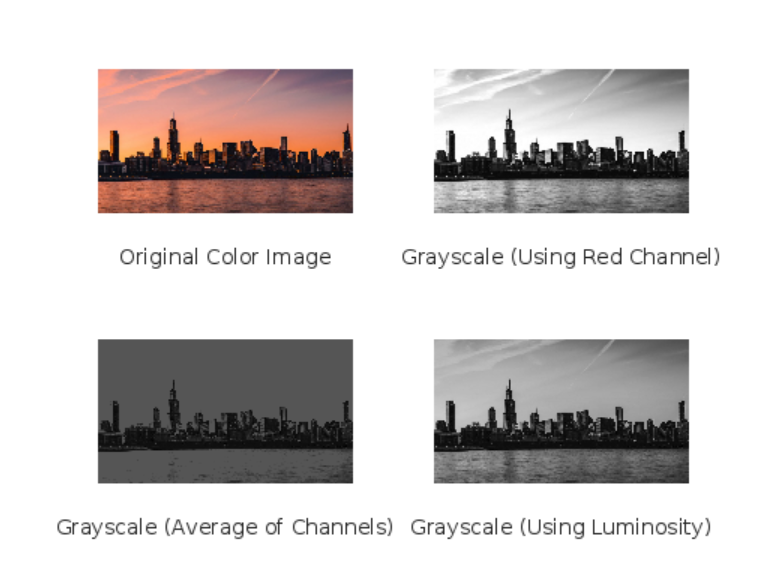 Original Color Image
Grayscale (Using Red Channel)
Grayscale (Average of Channels)
Grayscale (Using Luminosity)